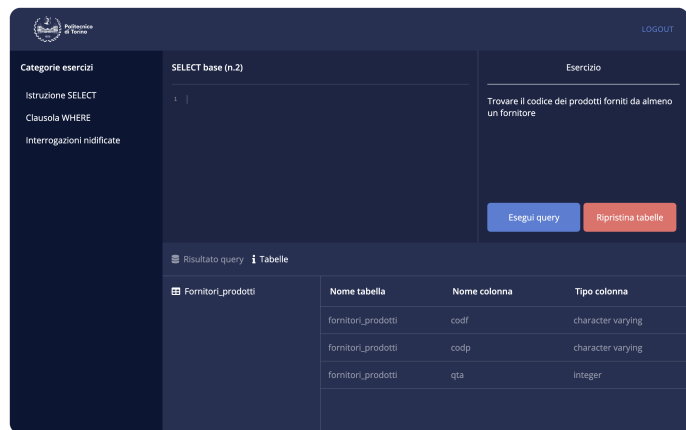 Politecnico
di Torino
LOGOUT
Categorie esercizi
Istruzione SELECT
Clausola WHERE
Interrogazioni nidificate
SELECT base (n.2)
1
Esercizio
Trovare il codice dei prodotti forniti da almeno
un fornitore
Esegui query
Ripristina tabelle
Risultato query
Tabelle
Fornitori_prodotti
Nome tabella Nome colonna Tipo colonna
fornitori_prodotti codf character varying
fornitori_prodotti codp character varying
fornitori_prodotti qta integer